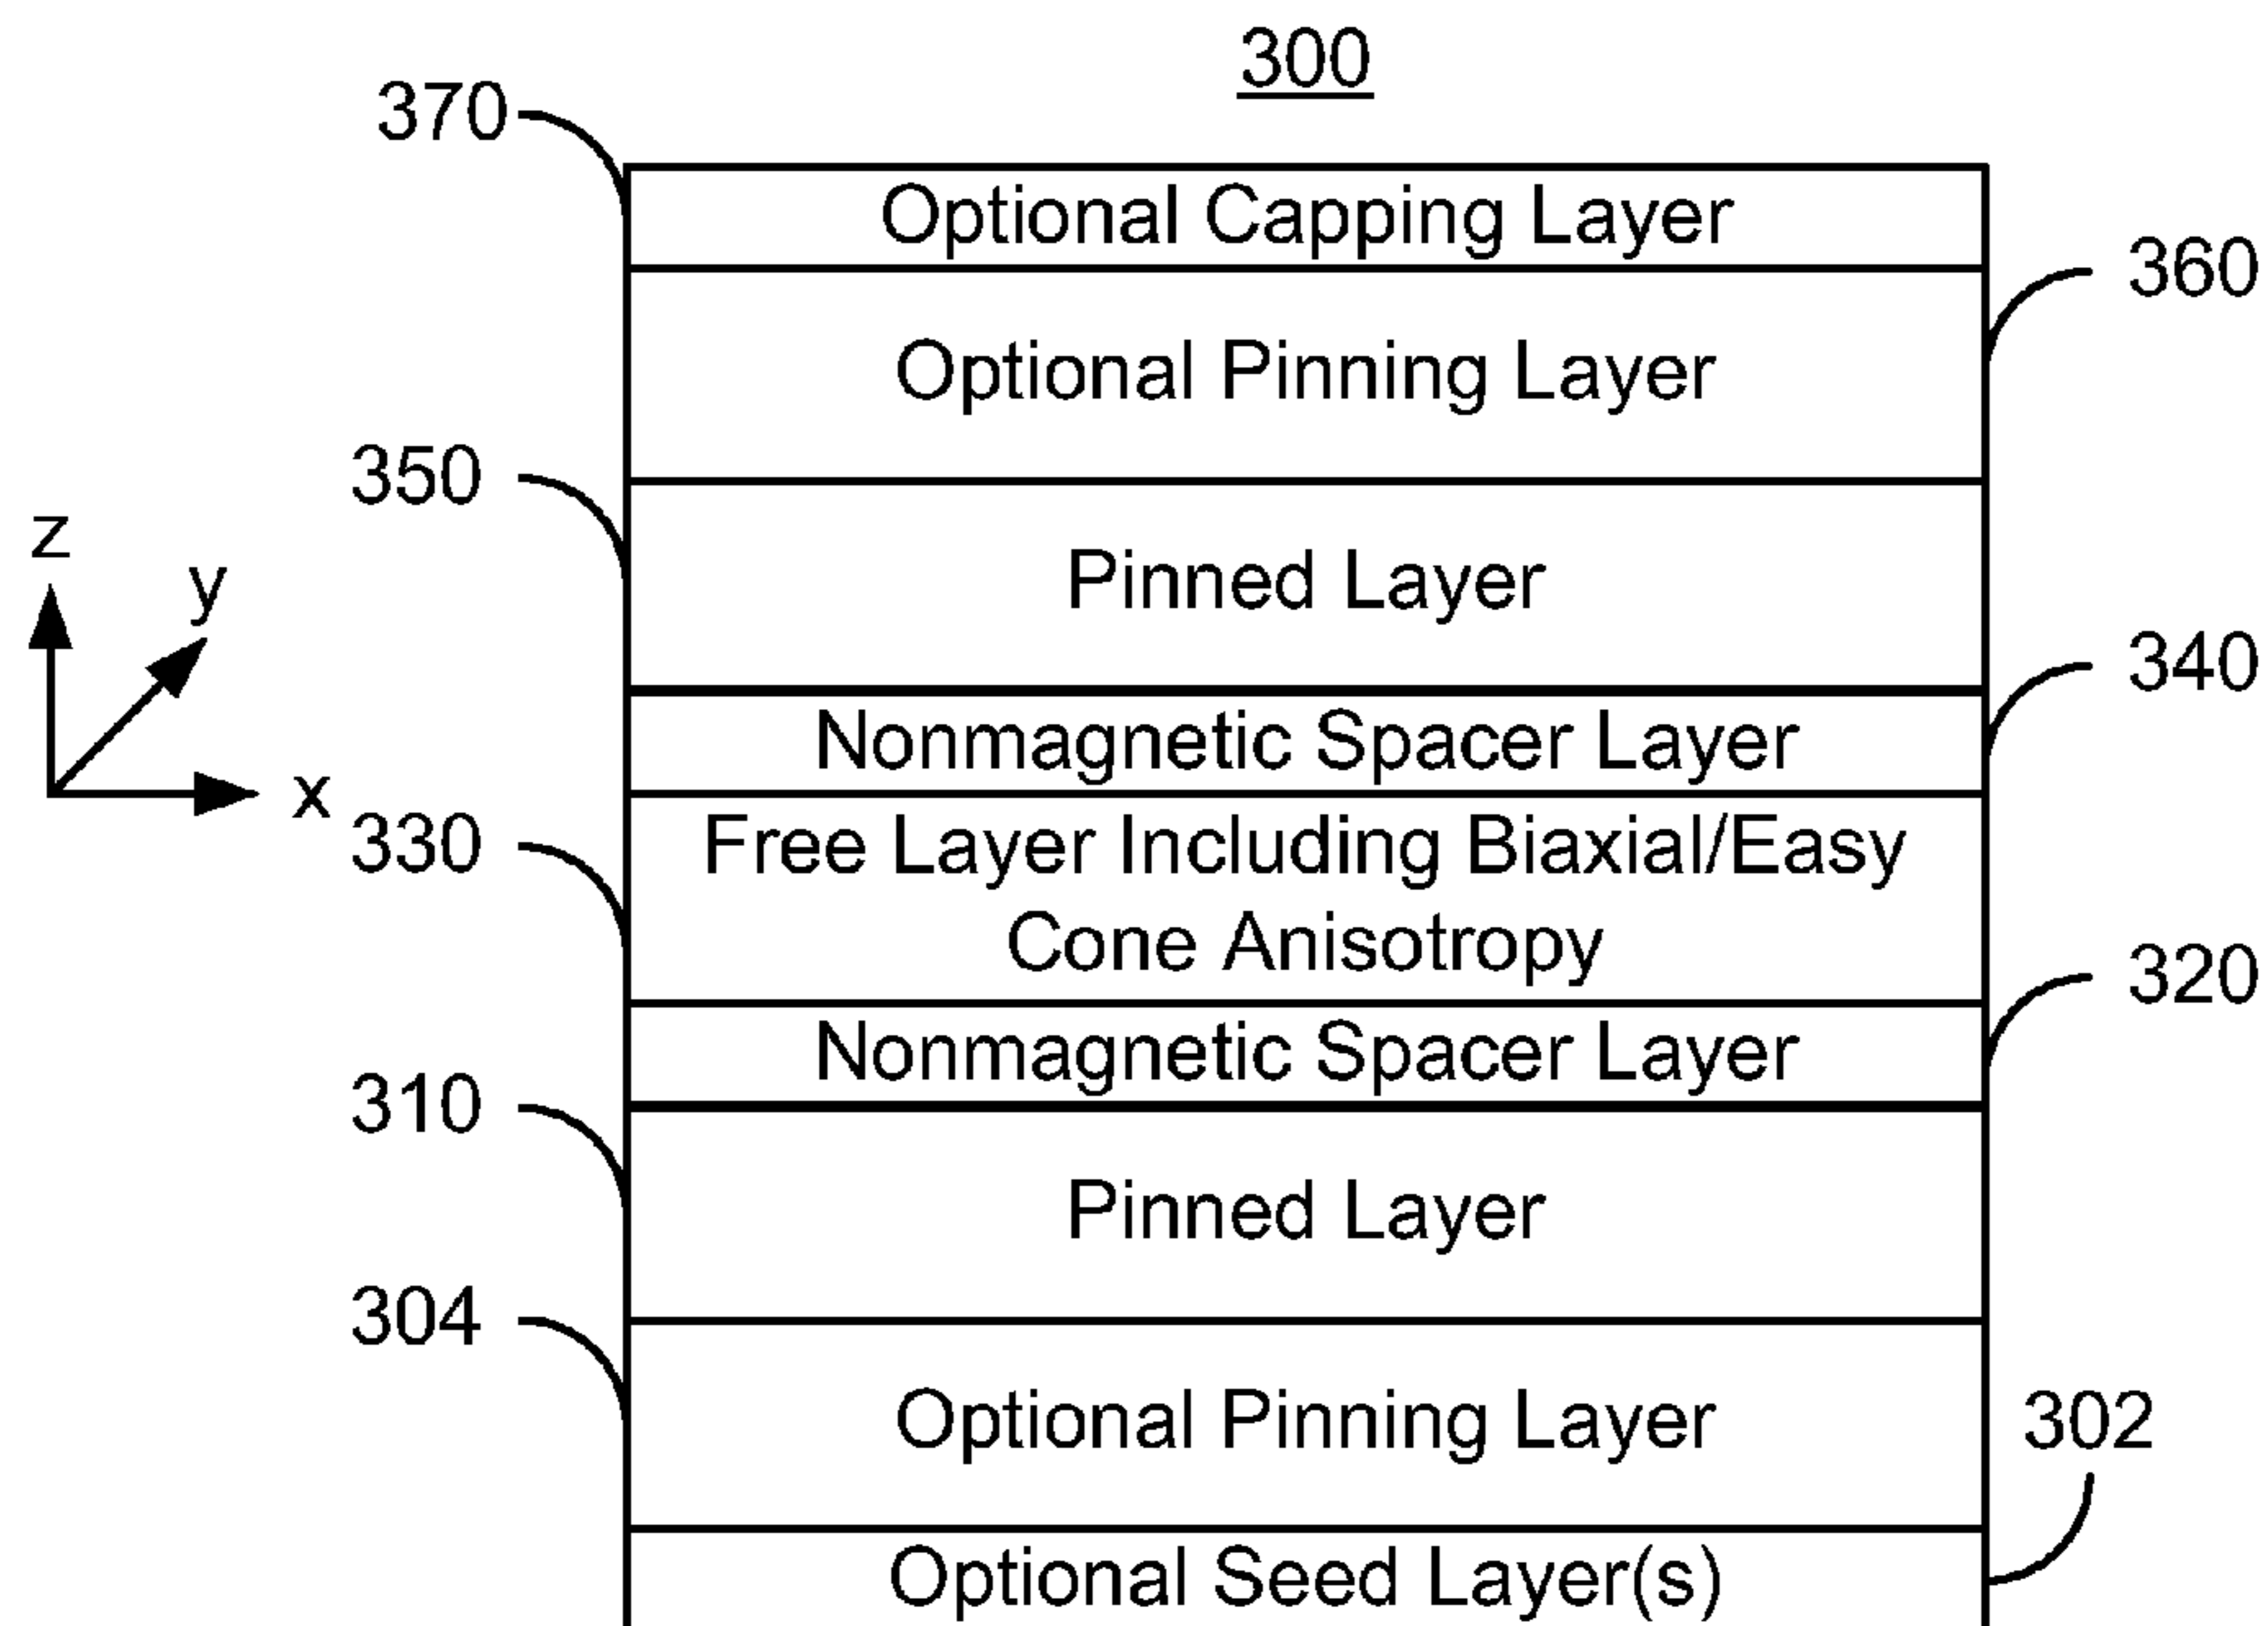 300
370
Optional Capping Layer
360
Optional Pinning Layer
350
Pinned Layer
z
y
x
340
Nonmagnetic Spacer Layer
330
Free Layer Including Biaxial/Easy
Cone Anisotropy
320
Nonmagnetic Spacer Layer
310
Pinned Layer
304
Optional Pinning Layer
302
Optional Seed Layer(s)